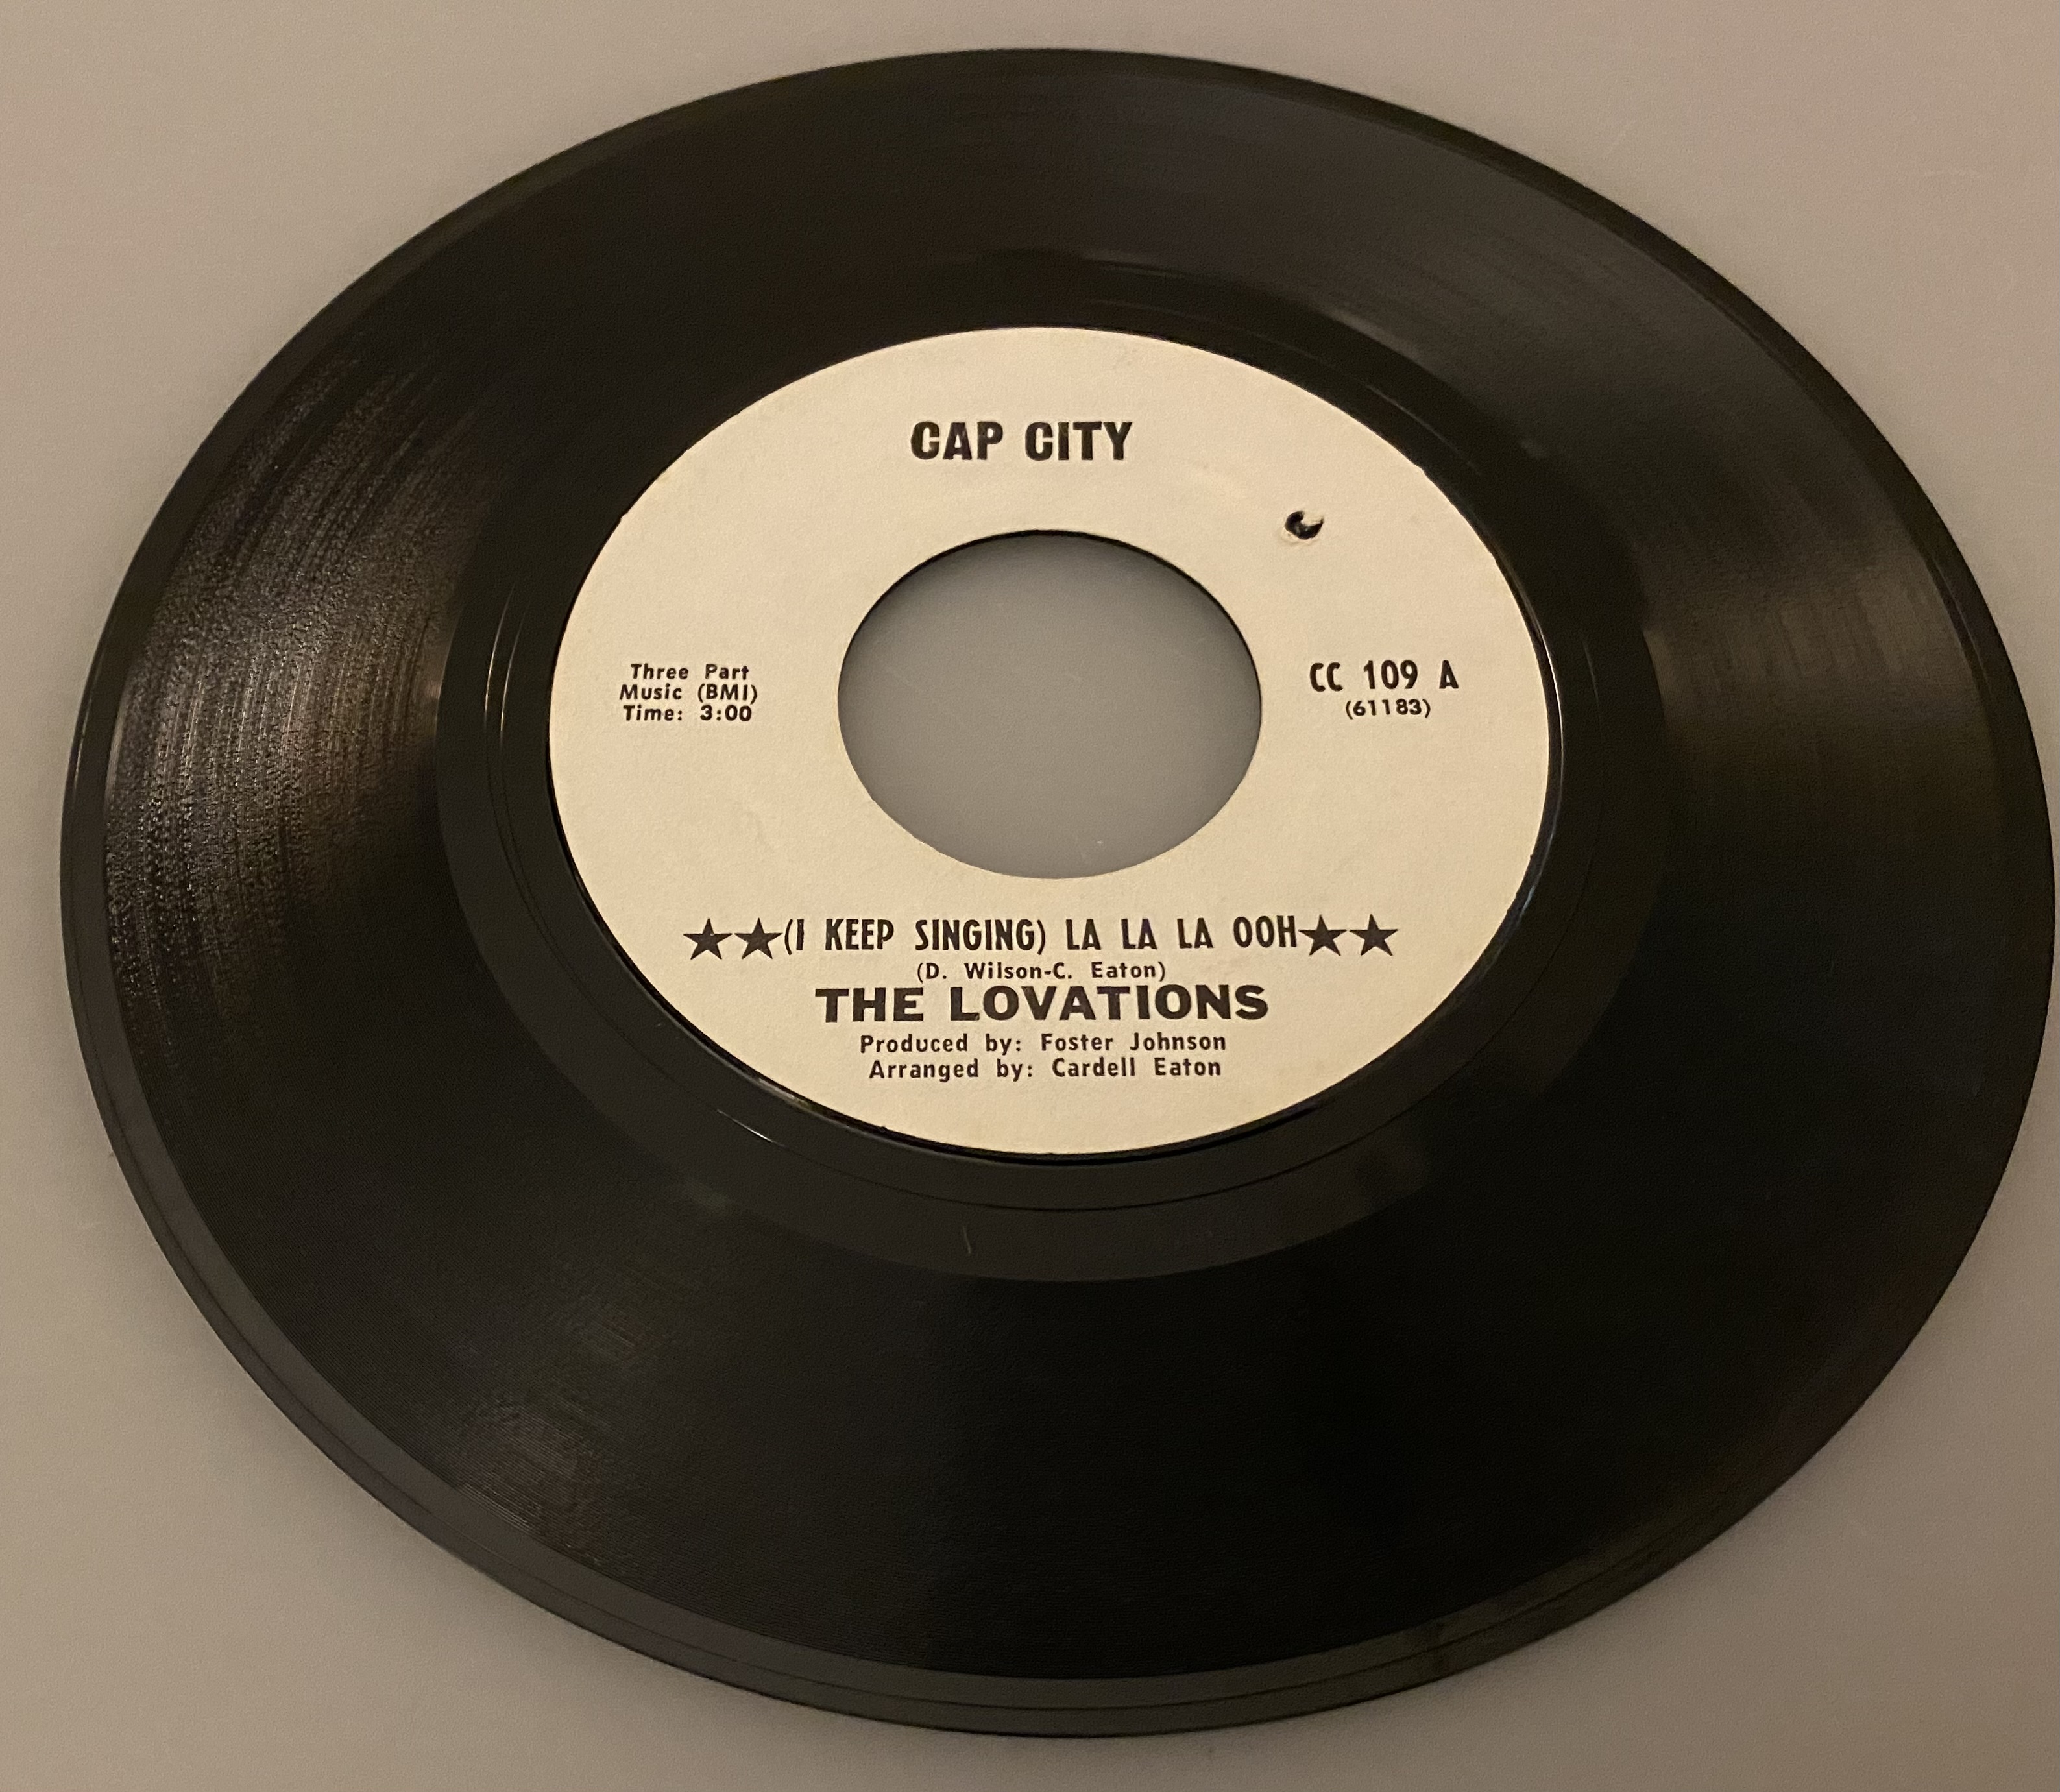 CAP CITY
Three Part
Music (BMI)
Time: 3:00
CC 109 A
(61183)
★★(I KEEP SINGING) LA LA LA OOH★★
(D. Wilson-C. Eaton)
THE LOVATIONS
Produced by: Foster Johnson
Arranged by: Cardell Eaton